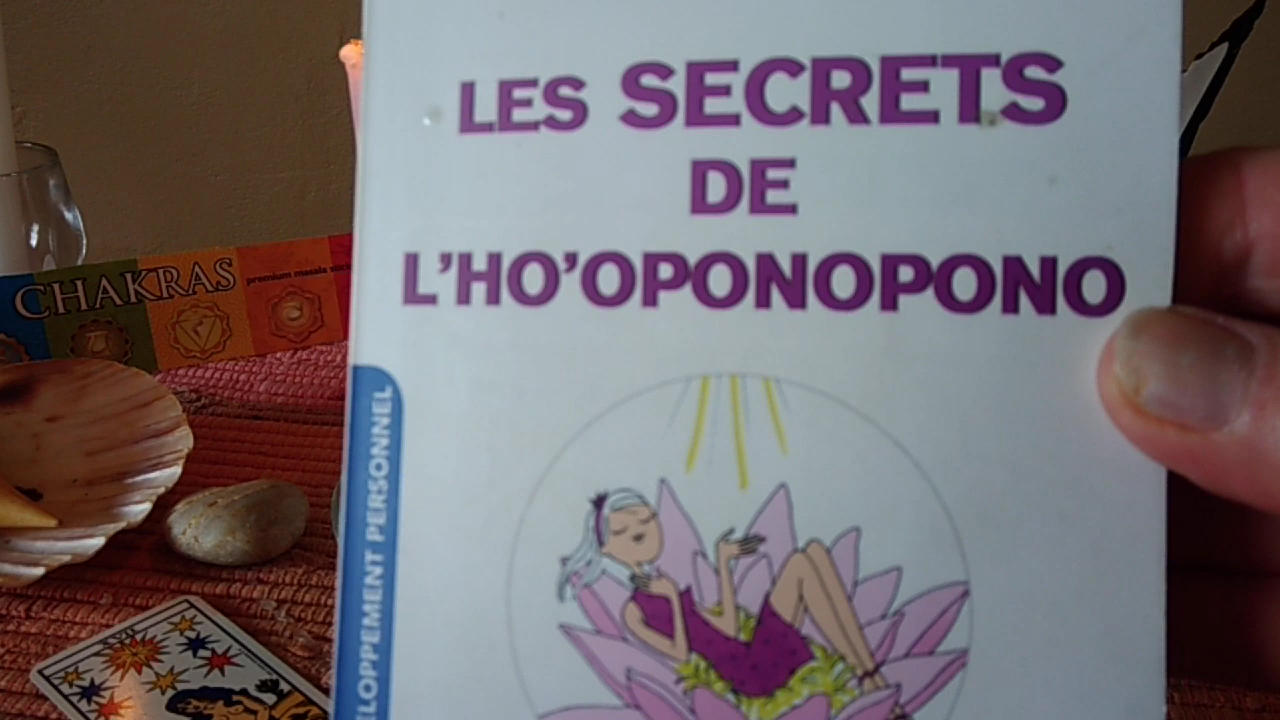 LES SECRETS
DE
L'HO'OPONOPONO
CHAKRAS
premium masala
ELOPPEMENT PERSONNEL